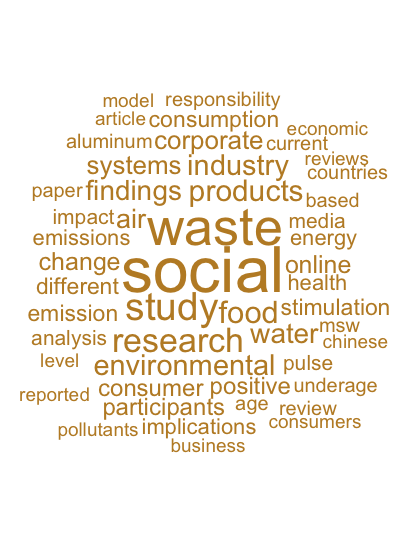 model responsibility
article consumption
economic
aluminum corporate current
systems industry reviews
countries
paper findings products based
impact air waste media
emissions energy
change social online
different health
emission study food stimulation
analysis research water msw
chinese
level environmental pulse
reported consumer positive underage
participants age review
pollutants implications consumers
business